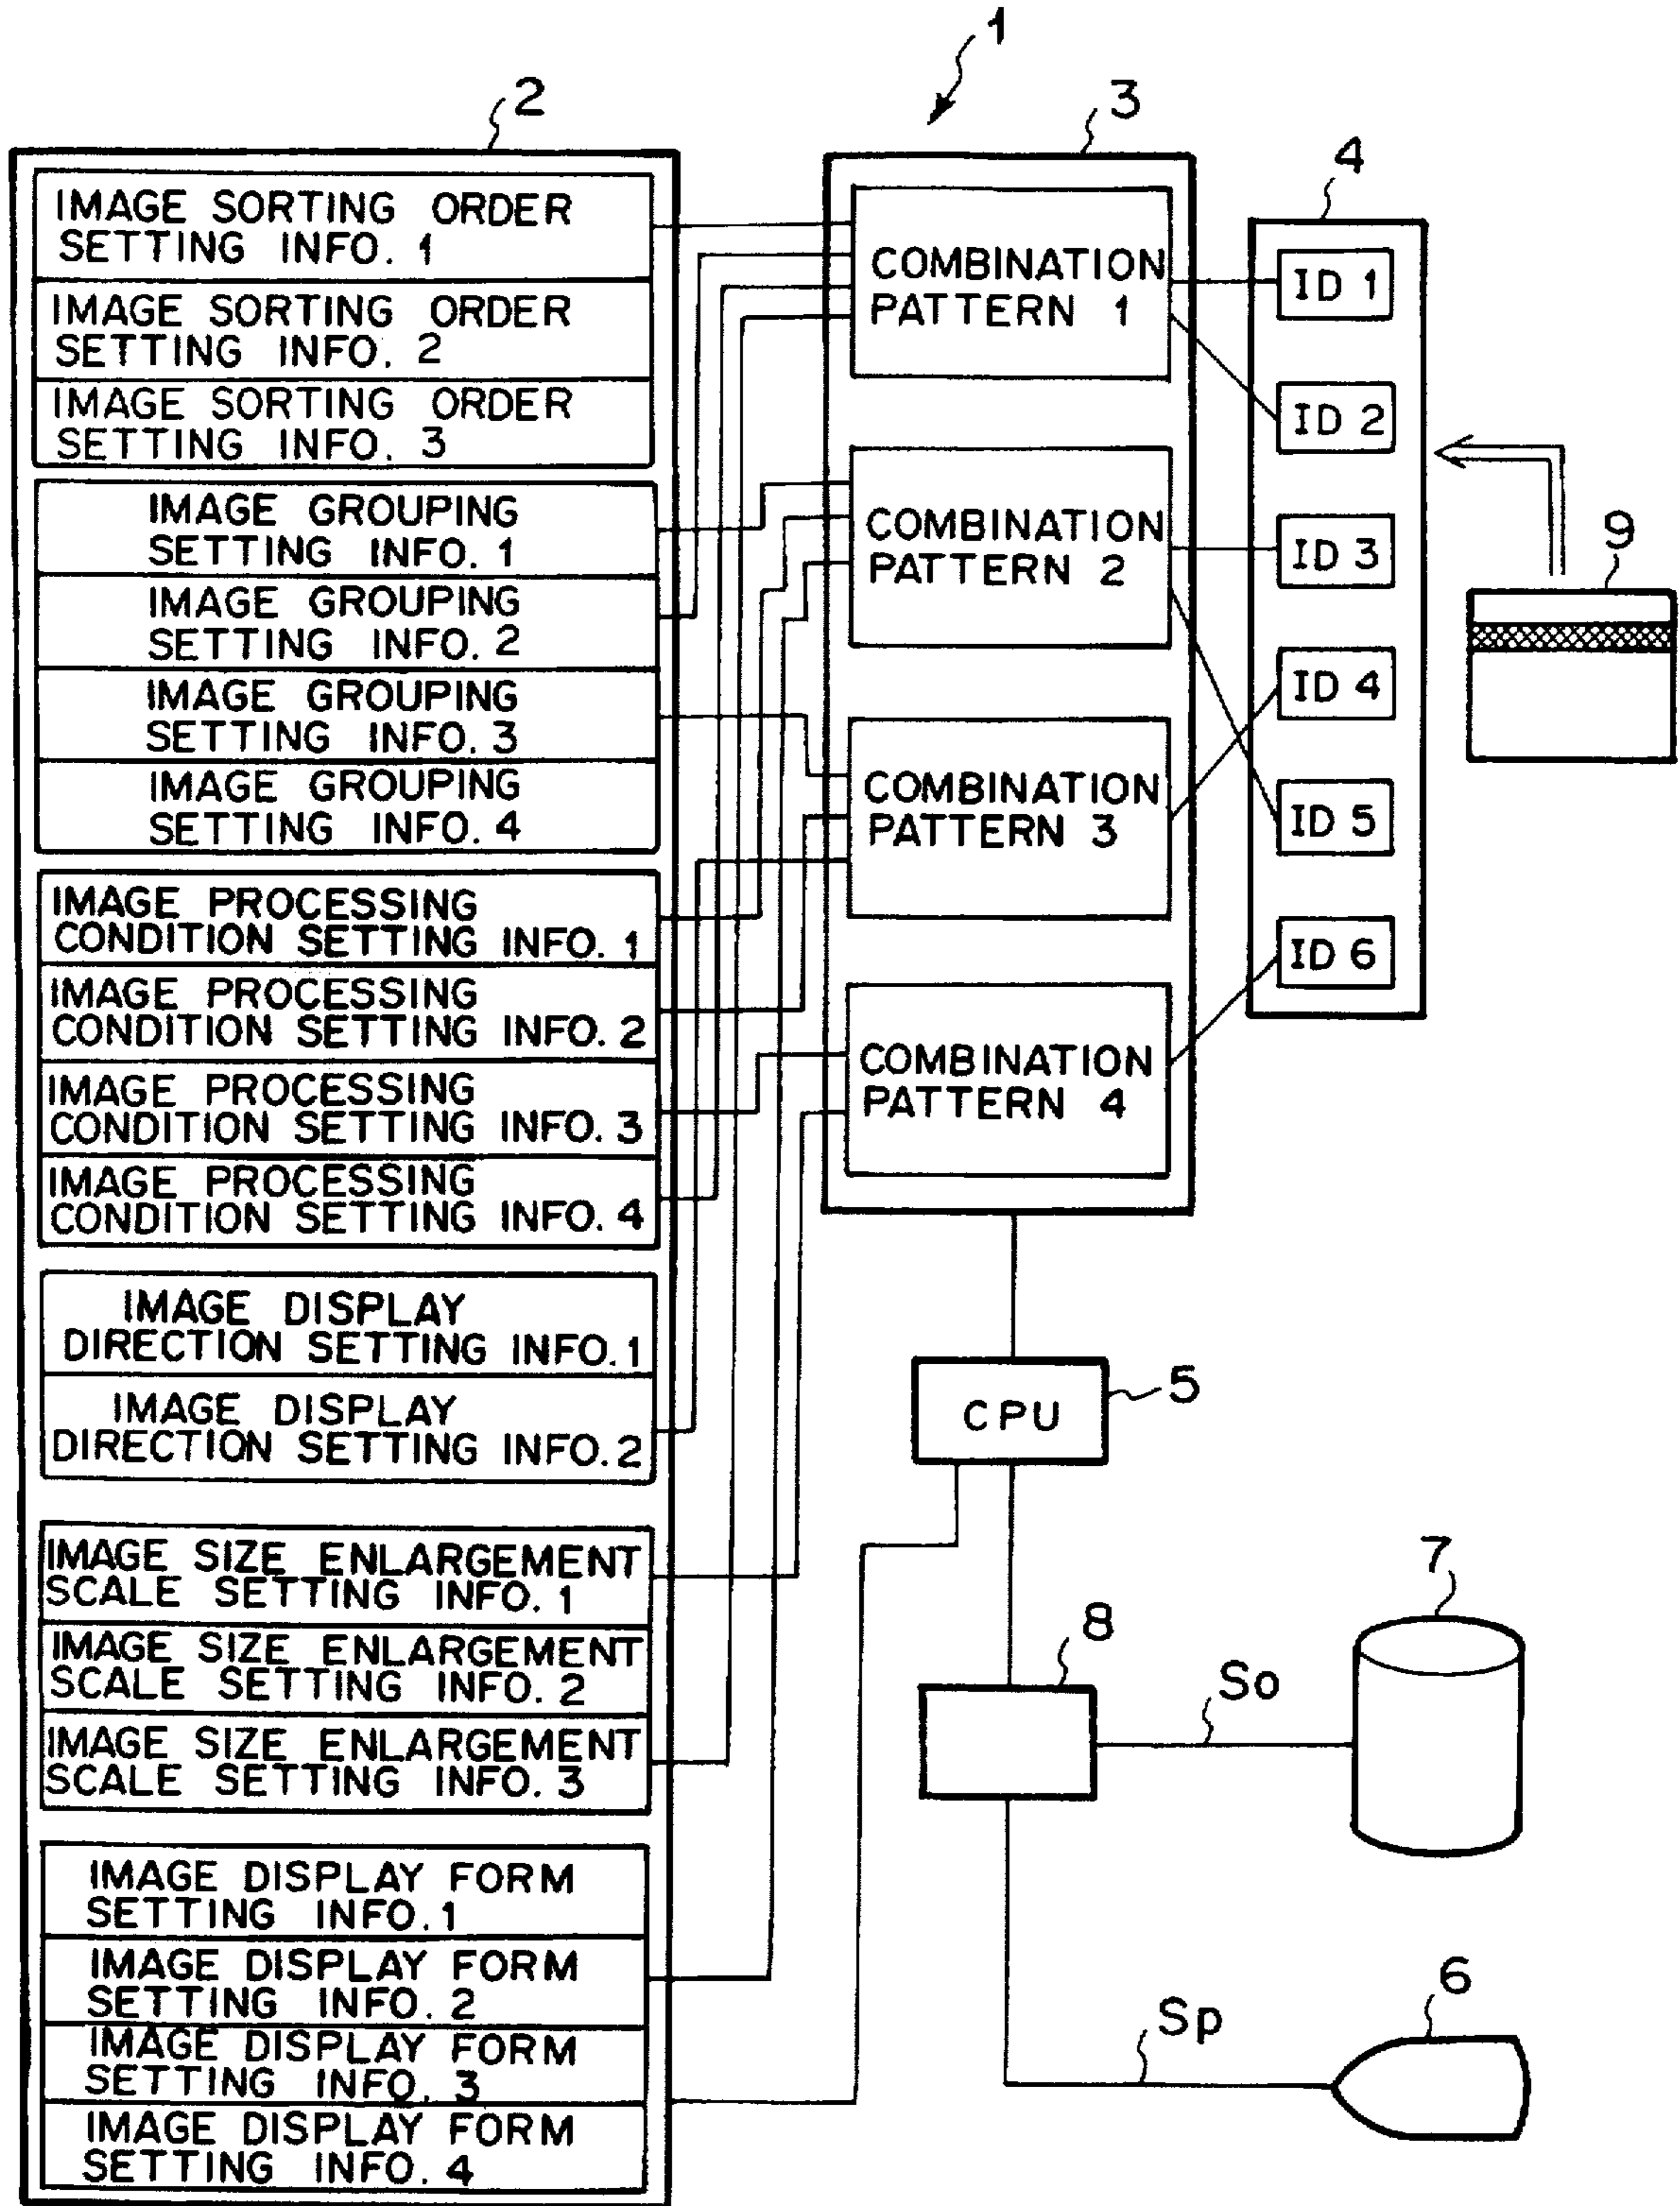 1
2
IMAGE SORTING ORDER
SETTING INFO. 1
IMAGE SORTING ORDER
SETTING INFO. 2
IMAGE SORTING ORDER
SETTING INFO. 3
IMAGE GROUPING
SETTING INFO. 1
IMAGE GROUPING
SETTING INFO. 2
IMAGE GROUPING
SETTING INFO. 3
IMAGE GROUPING
SETTING INFO. 4
IMAGE PROCESSING
CONDITION SETTING INFO. 1
IMAGE PROCESSING
CONDITION SETTING INFO. 2
IMAGE PROCESSING
CONDITION SETTING INFO. 3
IMAGE PROCESSING
CONDITION SETTING INFO. 4
IMAGE DISPLAY
DIRECTION SETTING INFO. 1
IMAGE DISPLAY
DIRECTION SETTING INFO. 2
IMAGE SIZE ENLARGEMENT
SCALE SETTING INFO. 1
IMAGE SIZE ENLARGEMENT
SCALE SETTING INFO. 2
IMAGE SIZE ENLARGEMENT
SCALE SETTING INFO. 3
IMAGE DISPLAY FORM
SETTING INFO. 1
IMAGE DISPLAY FORM
SETTING INFO. 2
IMAGE DISPLAY FORM
SETTING INFO. 3
IMAGE DISPLAY FORM
SETTING INFO. 4
3
COMBINATION
PATTERN 1
COMBINATION
PATTERN 2
COMBINATION
PATTERN 3
COMBINATION
PATTERN 4
4
ID 1
ID 2
ID 3
ID 4
ID 5
ID 6
9
CPU
5
8
So
7
Sp
6